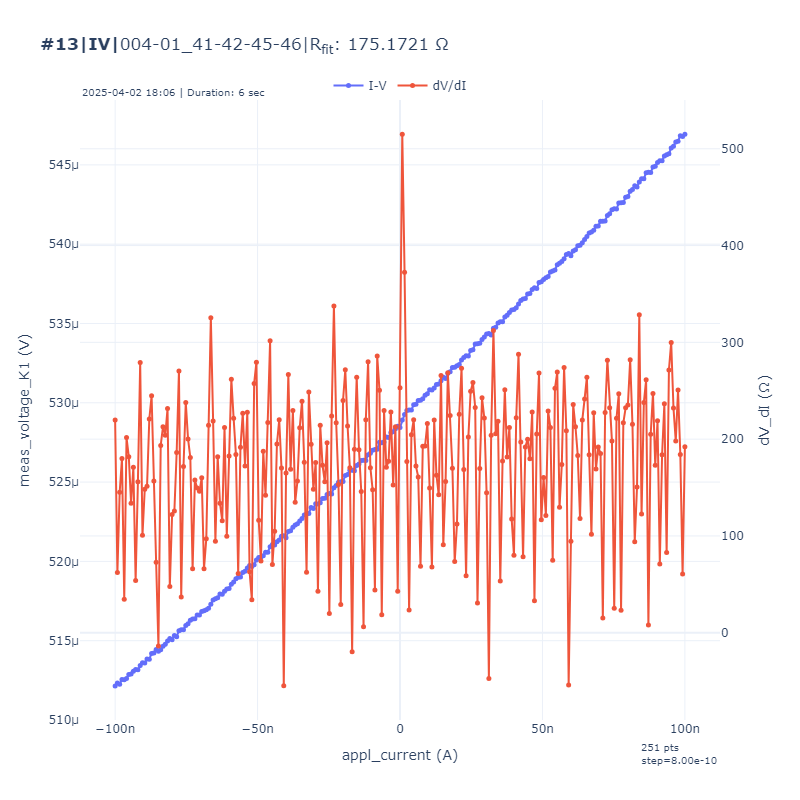 #13|IV|004-01_41-42-45-46|Rfit: 175.1721 Ω
2025-04-02 18:06 | Duration: 6 sec
I-V
dV/dI
545μ
540μ
535μ
530μ
525μ
520μ
515μ
510μ
meas_voltage_K1 (V)
500
400
300
200
100
0
dV_dI (Ω)
−100n
−50n
0
50n
100n
appl_current (A)
251 pts
step=8.00e-10